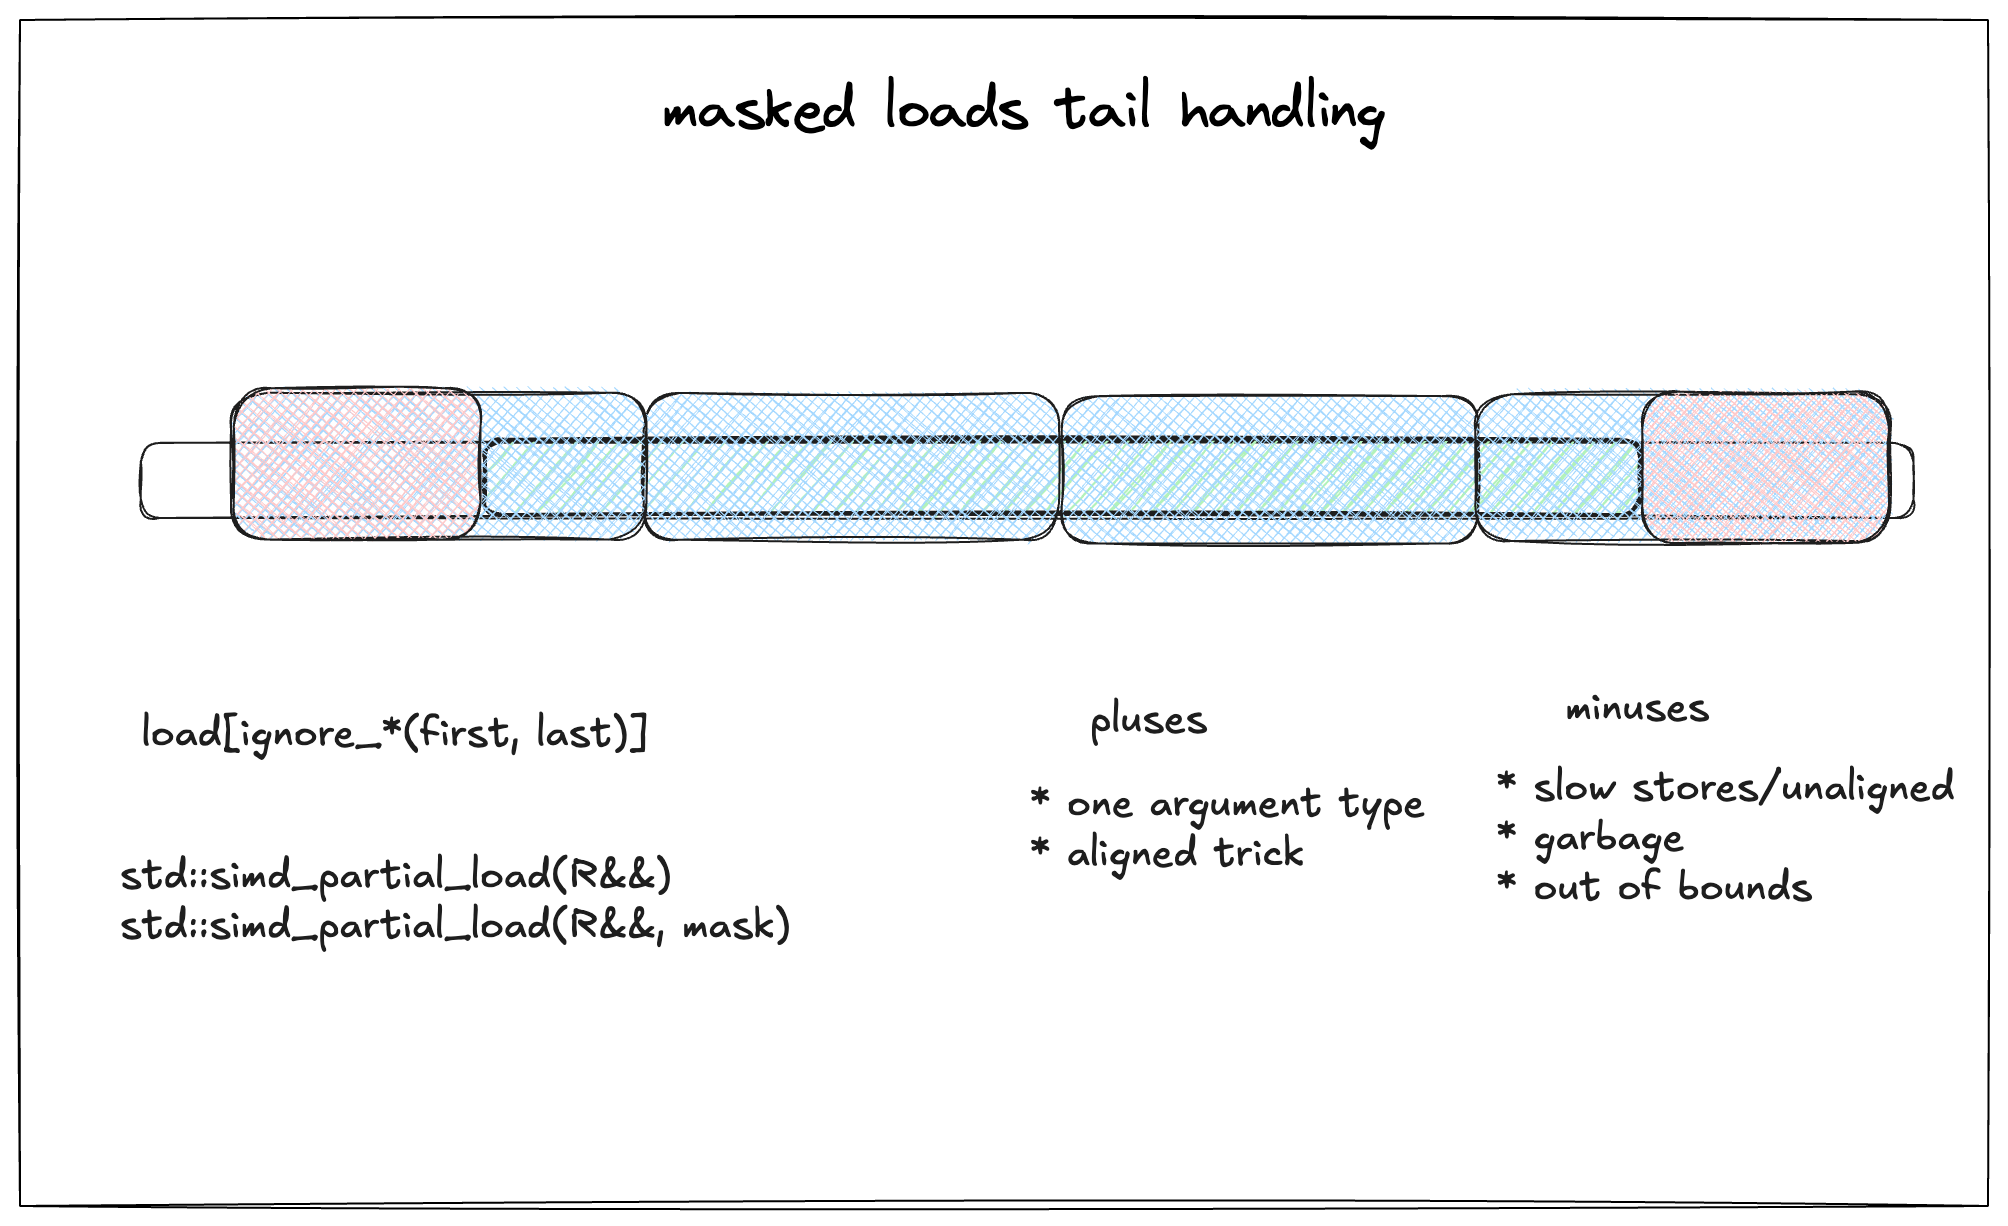 masked loads tail handling
load[ignore_*(first, last)]
std::simd_partial_load(R&&)
std::simd_partial_load(R&&, mask)
pluses
* one argument type
* aligned trick
minuses
* slow stores/unaligned
* garbage
* out of bounds